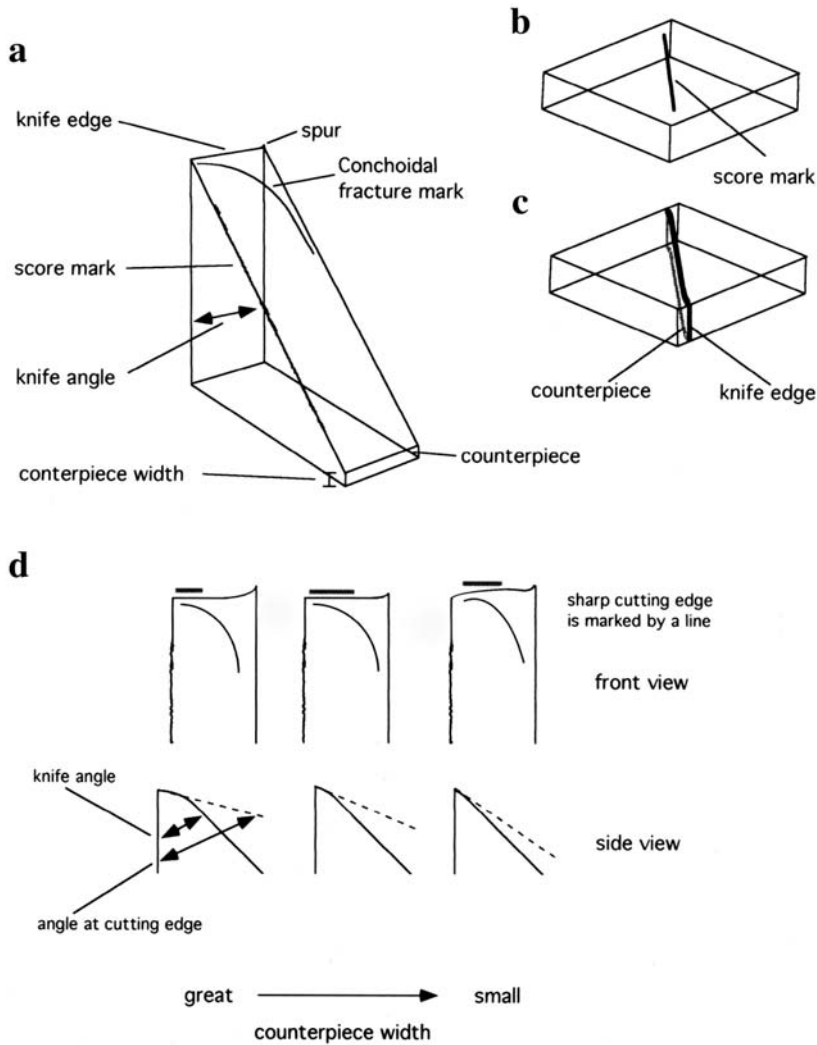 a
knife edge
spur
Conchoidal
fracture mark
score mark
knife angle
conterpiece width
counterpiece
b
score mark
c
counterpiece
knife edge
d
sharp cutting edge
is marked by a line
front view
knife angle
side view
angle at cutting edge
great
small
counterpiece width